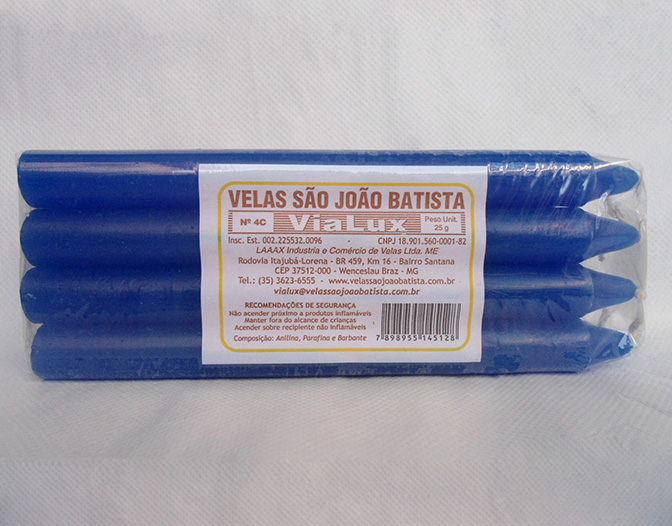 VELAS SÃO JOÃO BATISTA
Nº 4C ViaLux Peso Unit. 25 g
Insc. Est. 002.225532.0096 - CNPJ 18.901.560-0001-82
LAAAX Industria e Comércio de Velas Ltda. ME
Rodovia Itajubá-Lorena - BR 459, Km 16 - Bairro Santana
CEP 37512-000 - Wenceslau Braz - MG
Tel.: (35) 3623-6555 - www.velassaojoaobatista.com.br
vialux@velassaojoaobatista.com.br
RECOMENDAÇÕES DE SEGURANÇA
Não acender próximo a produtos inflamáveis
Manter fora do alcance de crianças
Acender sobre recipiente não inflamáveis
Composição: Anilina, Parafina e Barbante
7 898955 145128